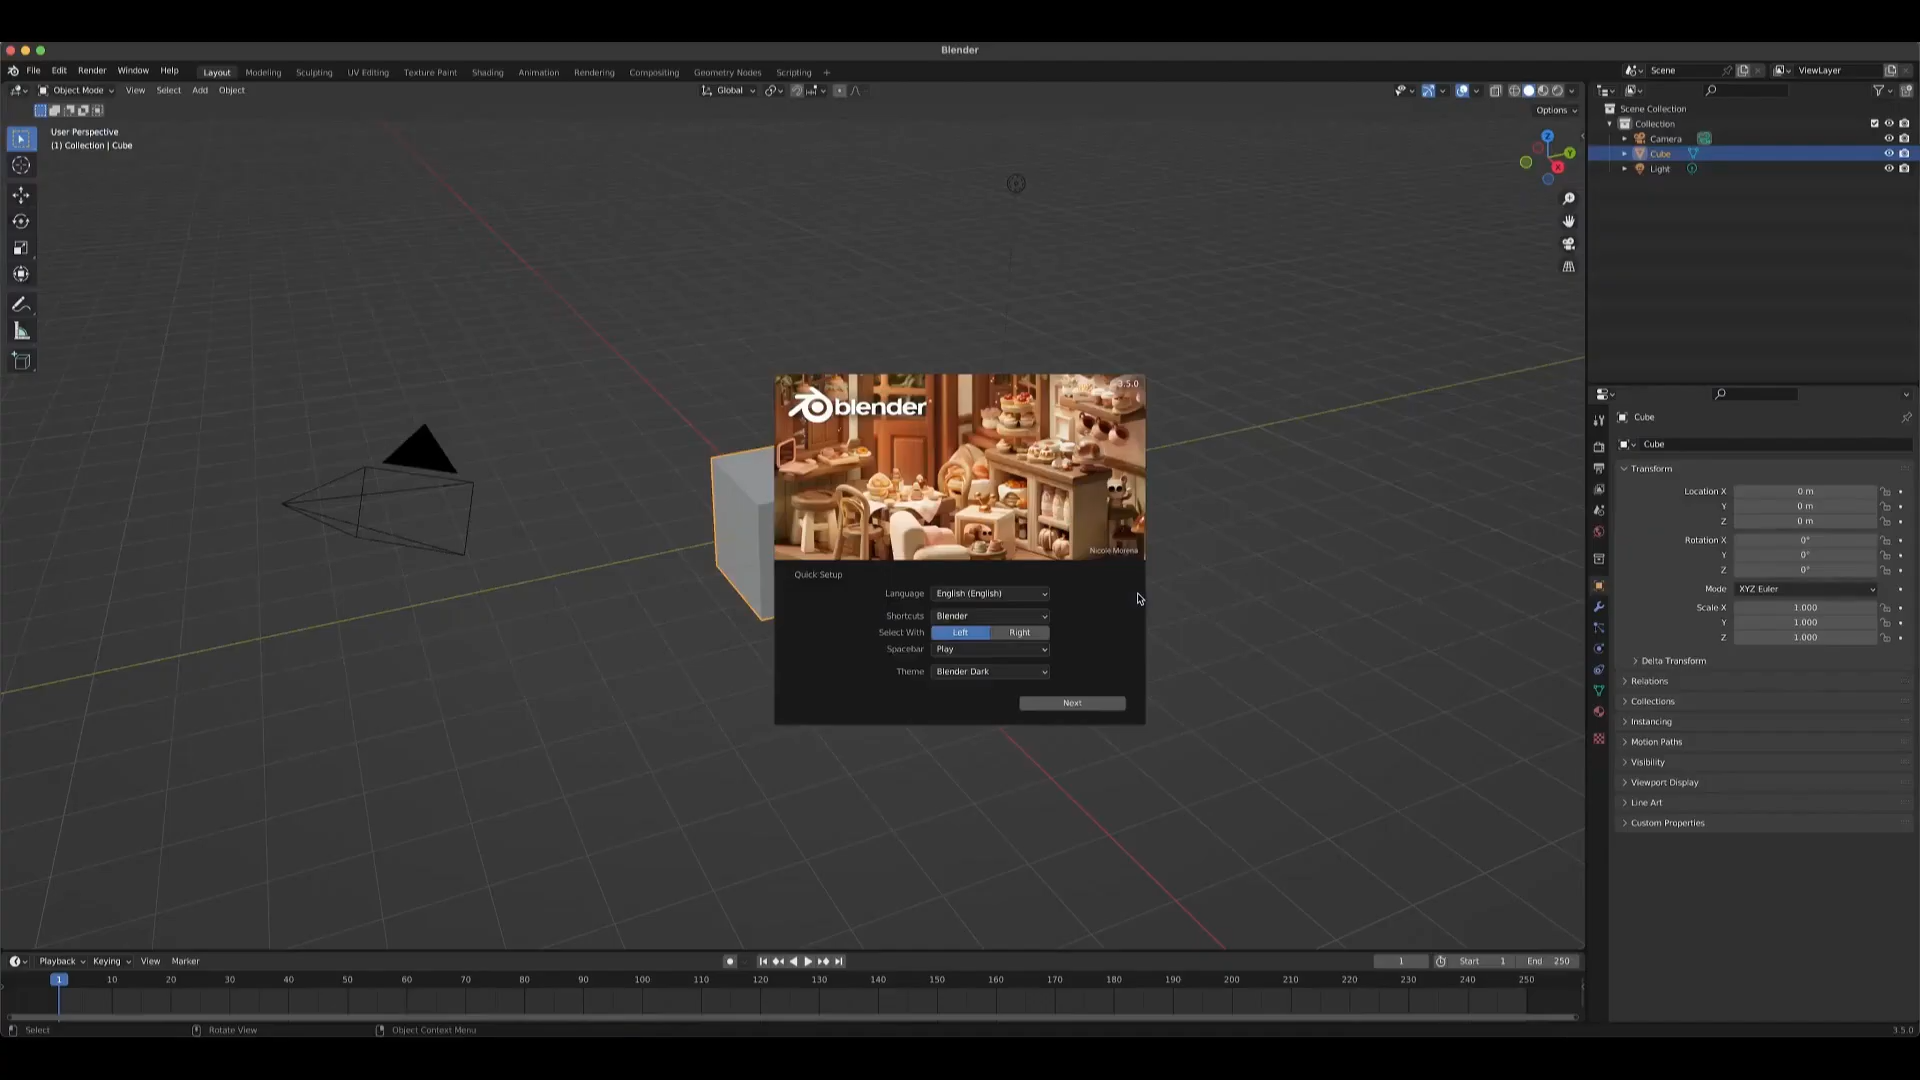 Blender
File Edit Render Window Help Layout Modeling Sculpting UV Editing Texture Paint Shading Animation Rendering Compositing Geometry Nodes Scripting + Scene ViewLayer
Object Mode View Select Add Object Global
Options
User Perspective
(1) Collection | Cube
Z
Y
X
Scene Collection
Collection
Camera
Cube
Light
3.5.0
blender
Nicole Morena
Quick Setup
Language English (English)
Shortcuts Blender
Select With Left Right
Spacebar Play
Theme Blender Dark
Next
Cube
Cube
Transform
Location X 0 m
Y 0 m
Z 0 m
Rotation X 0°
Y 0°
Z 0°
Mode XYZ Euler
Scale X 1.000
Y 1.000
Z 1.000
Delta Transform
Relations
Collections
Instancing
Motion Paths
Visibility
Viewport Display
Line Art
Custom Properties
Playback Keying View Marker 1 Start 1 End 250
1 10 20 30 40 50 60 70 80 90 100 110 120 130 140 150 160 170 180 190 200 210 220 230 240 250
Select Rotate View Object Context Menu 3.5.0